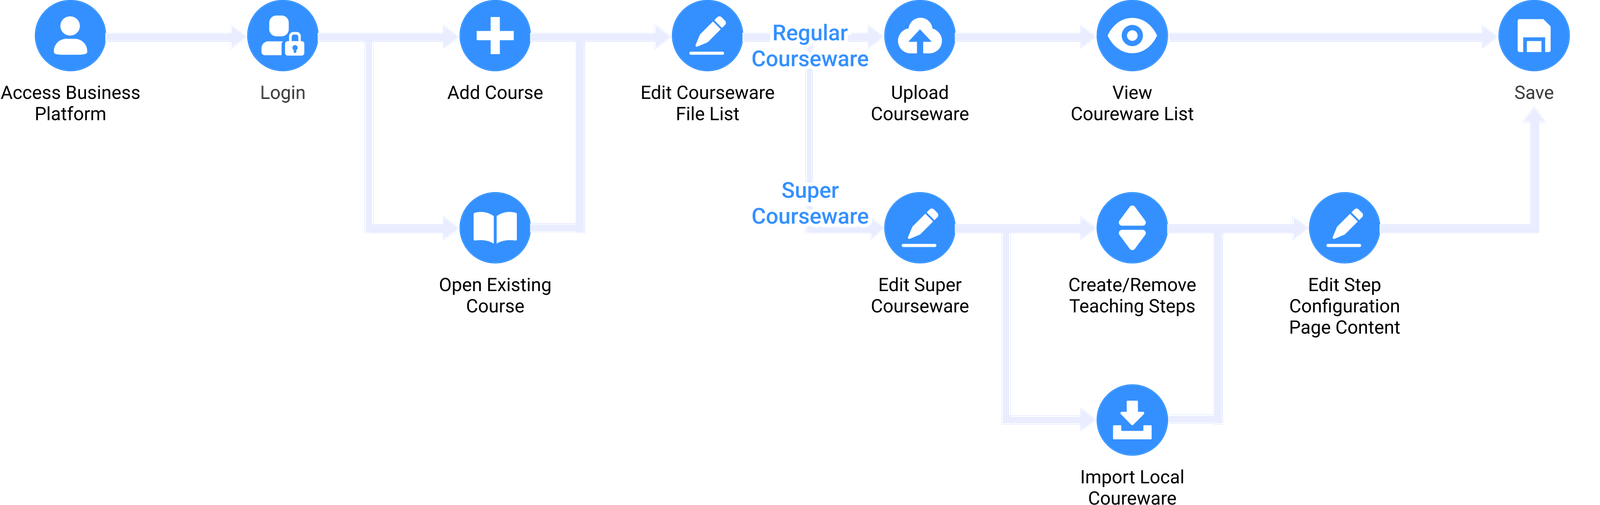 Access Business
Platform
Login
Add Course
Open Existing
Course
Edit Courseware
File List
Regular
Courseware
Upload
Courseware
View
Coureware List
Save
Super
Courseware
Edit Super
Courseware
Create/Remove
Teaching Steps
Edit Step
Configuration
Page Content
Import Local
Coureware